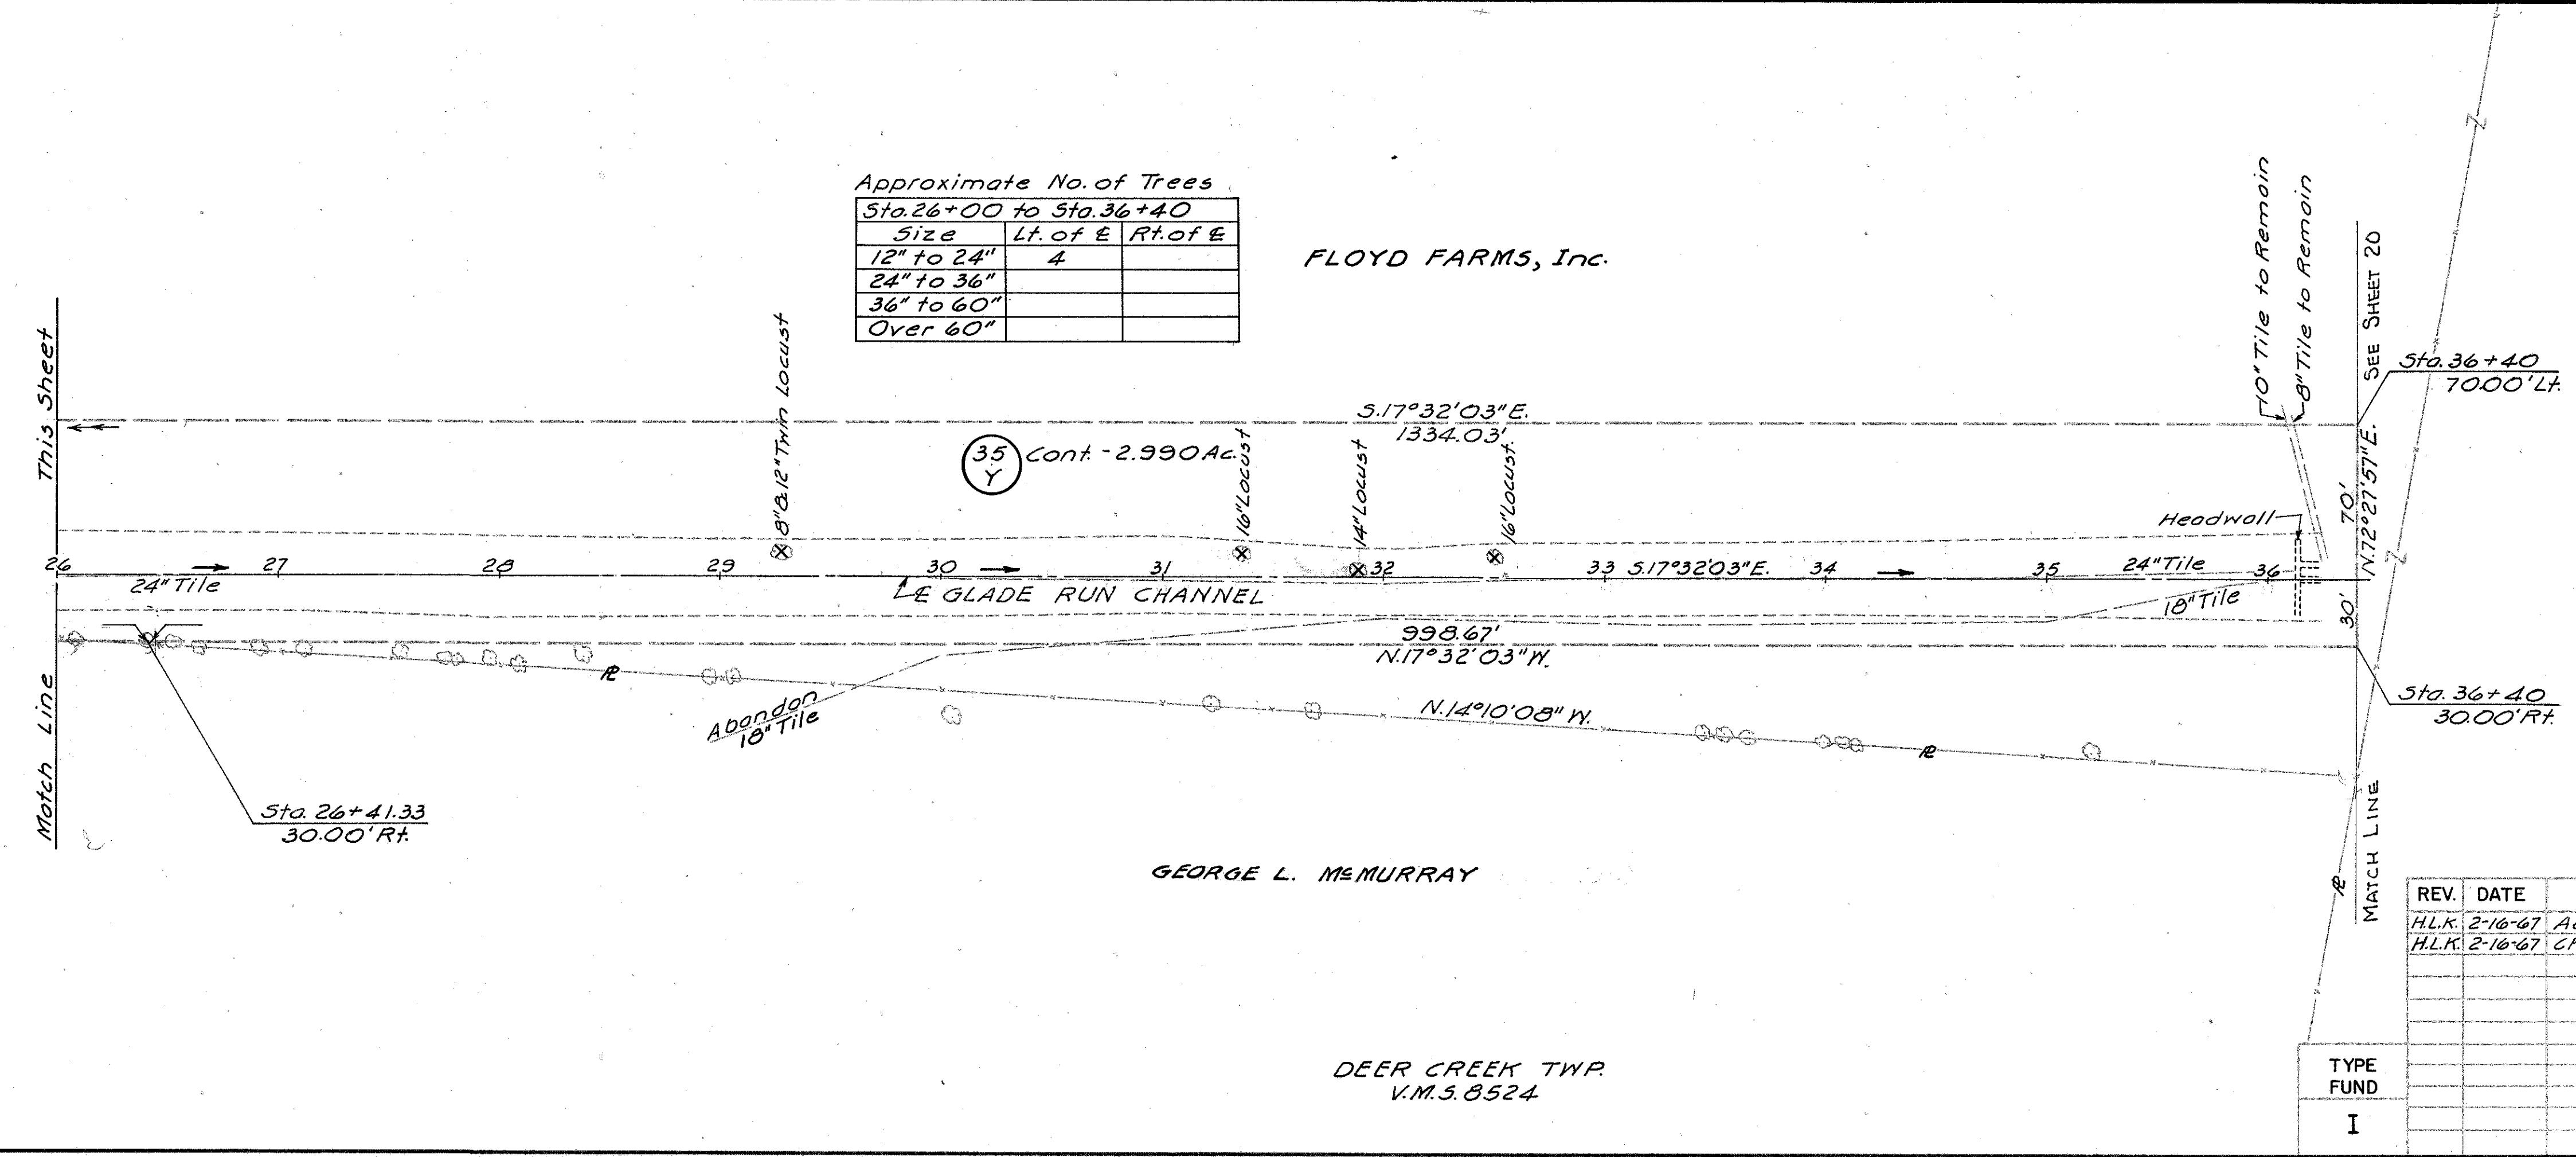 Approximate No. of Trees
Sta. 26+00 to Sta. 36+40
Size Lt. of ℄ Rt. of ℄
12" to 24" 4
24" to 36"
36" to 60"
Over 60"
FLOYD FARMS, Inc.
10" Tile to Remain
8" Tile to Remain
SEE SHEET 20
MATCH LINE
Sta. 36+40
70.00' Lt.
This Sheet
Match Line
8" & 12" Twin Locust
S.17°32'03"E.
1334.03'
35
Y
Cont. - 2.990 Ac.
16" Locust
14" Locust
16" Locust
Headwall
70'
N.72°27'57"E.
30'
26 27 28 29 30 31 32 33 S.17°32'03"E. 34 35 24" Tile 36
24" Tile
℄ GLADE RUN CHANNEL
18" Tile
998.67'
N.17°32'03"W.
Abandon
18" Tile
N.14°10'08"W.
Sta. 36+40
30.00' Rt.
Sta. 26+41.33
30.00' Rt.
GEORGE L. McMURRAY
DEER CREEK TWP.
V.M.S. 8524
REV. DATE
H.L.K. 2-16-67
H.L.K. 2-16-67
TYPE
FUND
I